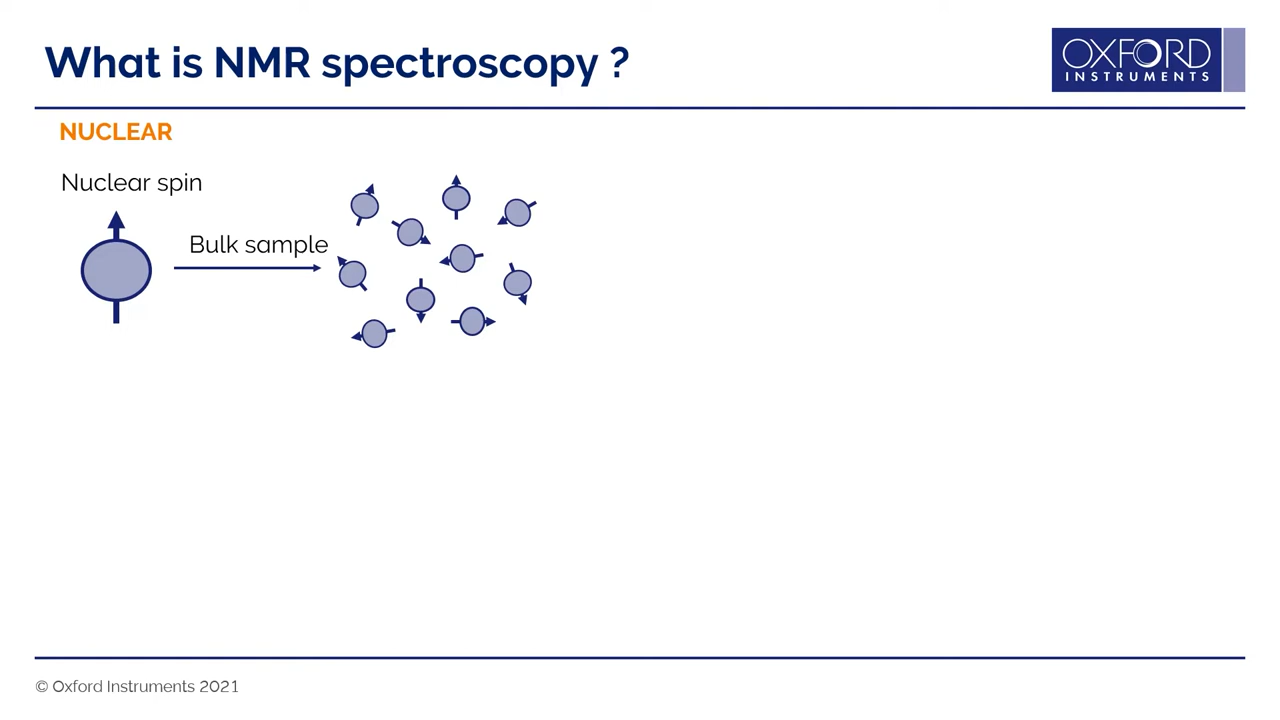 What is NMR spectroscopy ?
OXFORD
INSTRUMENTS
NUCLEAR
Nuclear spin
Bulk sample
© Oxford Instruments 2021